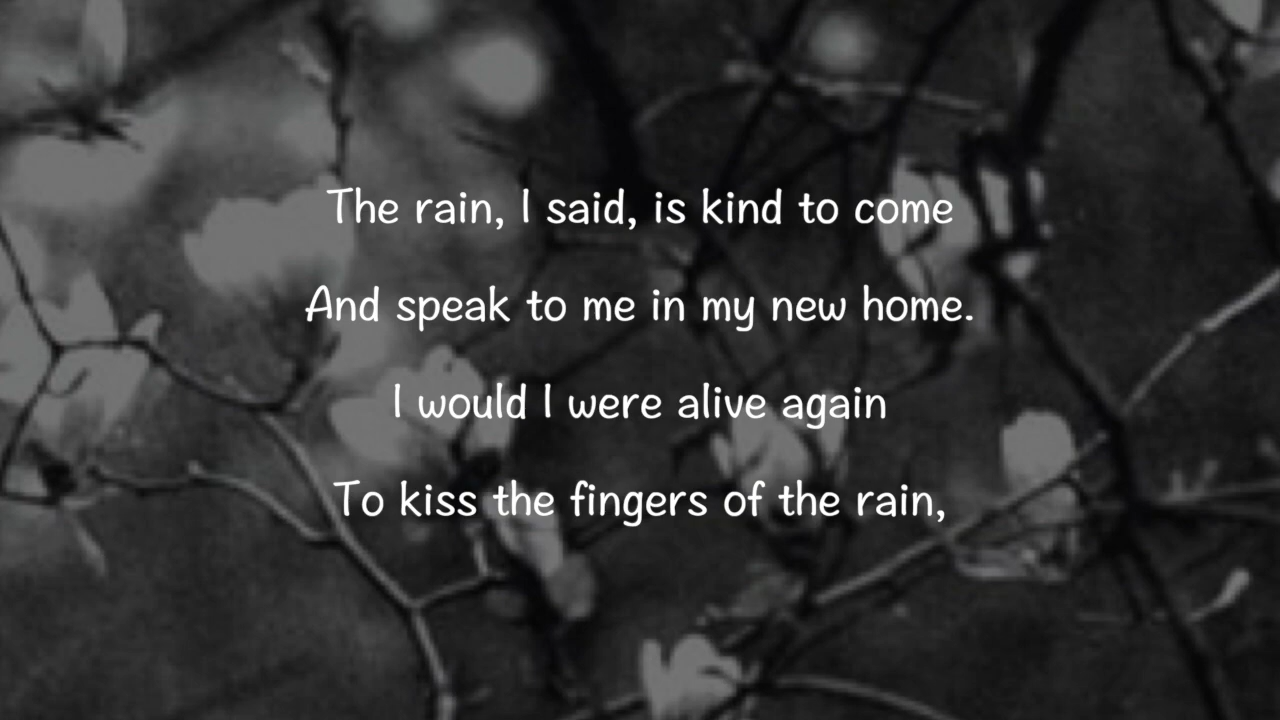 The rain, I said, is kind to come
And speak to me in my new home.
I would I were alive again
To kiss the fingers of the rain,